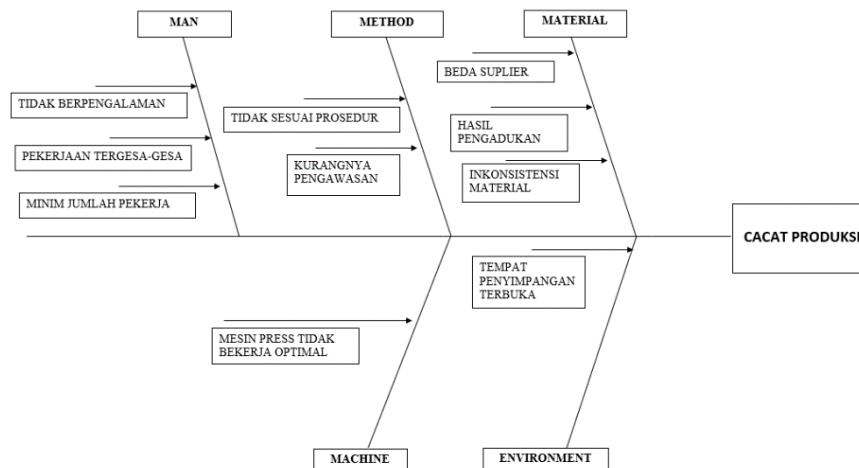 MAN
METHOD
MATERIAL
BEDA SUPLIER
TIDAK BERPENGALAMAN
TIDAK SESUAI PROSEDUR
HASIL
PENGADUKAN
PEKERJAAN TERGESA-GESA
KURANGNYA
PENGAWASAN
INKONSISTENSI
MATERIAL
MINIM JUMLAH PEKERJA
CACAT PRODUKSI
TEMPAT
PENYIMPANGAN
TERBUKA
MESIN PRESS TIDAK
BEKERJA OPTIMAL
MACHINE
ENVIRONMENT